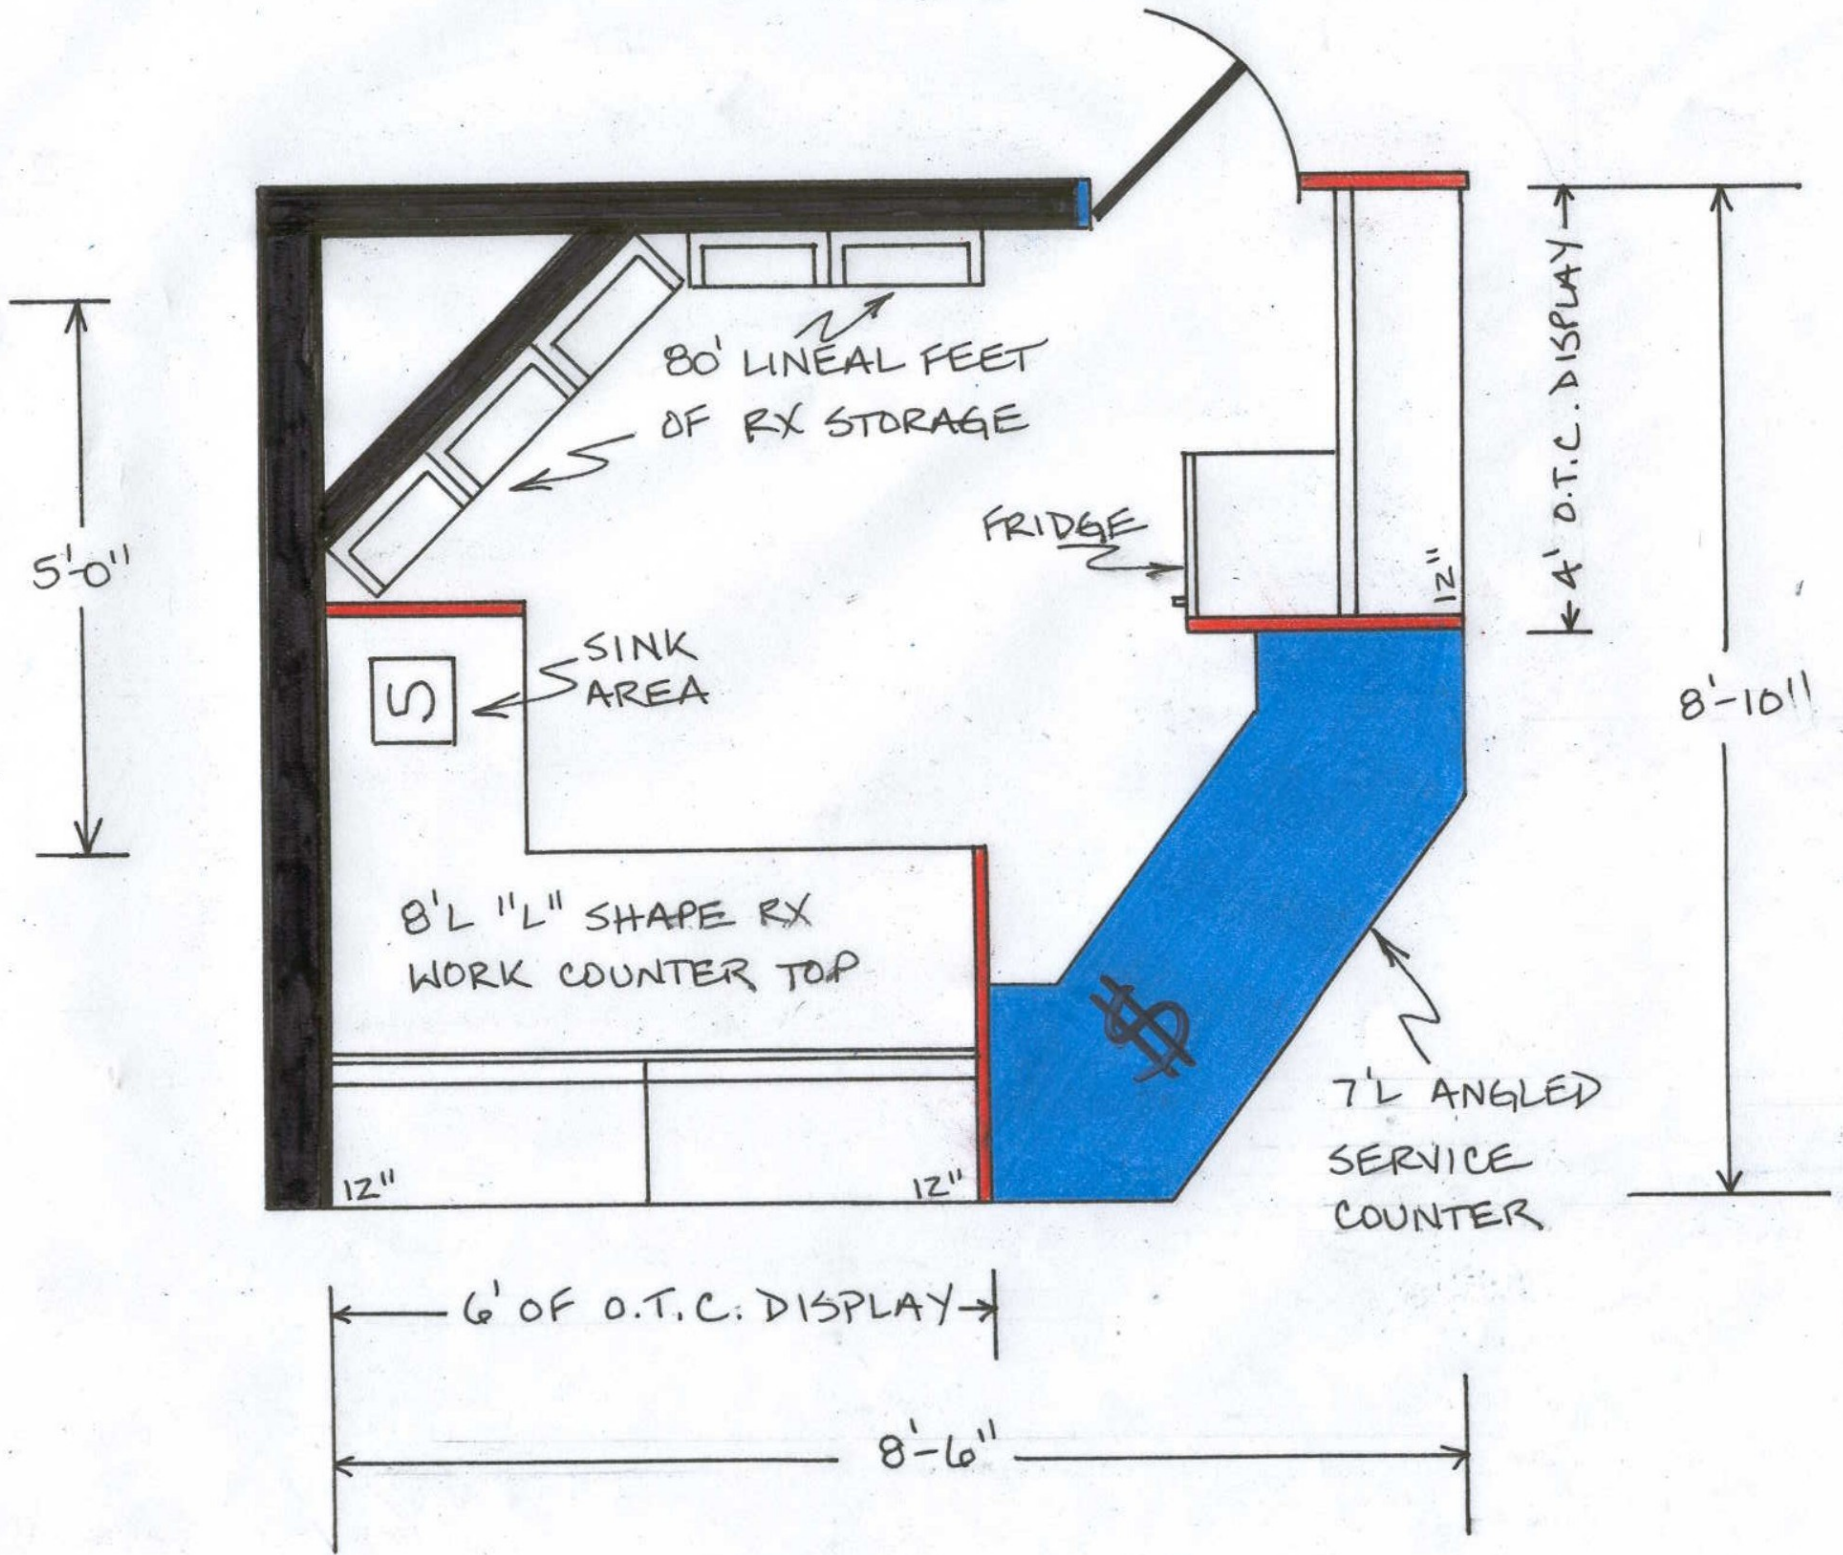 80' LINEAL FEET
OF RX STORAGE
4' O.T.C. DISPLAY
FRIDGE
12"
5'-0"
SINK
AREA
S
8'-10"
8'L "L" SHAPE RX
WORK COUNTER TOP
$
7'L ANGLED
SERVICE
COUNTER
12"
12"
6' OF O.T.C. DISPLAY
8'-6"